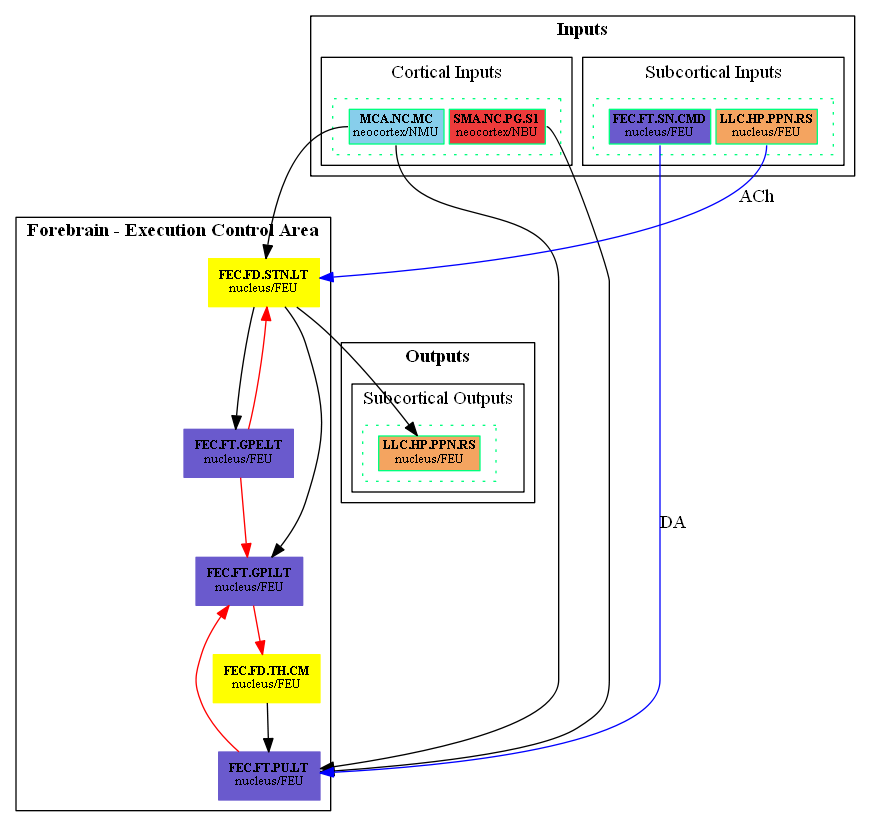 Inputs
Cortical Inputs
Subcortical Inputs
MCA.NC.MC
neocortex/NMU
SMA.NC.PG.S1
neocortex/NBU
FEC.FT.SN.CMD
nucleus/FEU
LLC.HP.PPN.RS
nucleus/FEU
ACh
Forebrain - Execution Control Area
FEC.FD.STN.LT
nucleus/FEU
Outputs
Subcortical Outputs
LLC.HP.PPN.RS
nucleus/FEU
FEC.FT.GPE.LT
nucleus/FEU
DA
FEC.FT.GPI.LT
nucleus/FEU
FEC.FD.TH.CM
nucleus/FEU
FEC.FT.PU.LT
nucleus/FEU